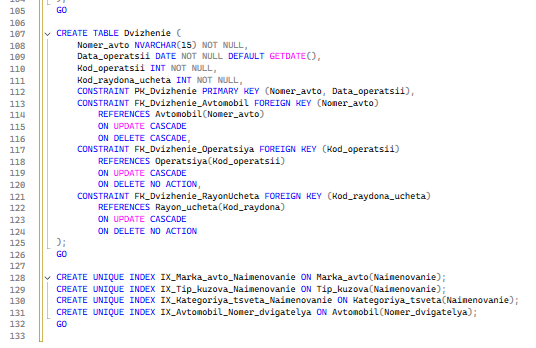 105 GO
106
107 CREATE TABLE Dvizhenie (
108 Nomer_avto NVARCHAR(15) NOT NULL,
109 Data_operatsii DATE NOT NULL DEFAULT GETDATE(),
110 Kod_operatsii INT NOT NULL,
111 Kod_raydona_ucheta INT NOT NULL,
112 CONSTRAINT PK_Dvizhenie PRIMARY KEY (Nomer_avto, Data_operatsii),
113 CONSTRAINT FK_Dvizhenie_Avtomobil FOREIGN KEY (Nomer_avto)
114 REFERENCES Avtomobil(Nomer_avto)
115 ON UPDATE CASCADE
116 ON DELETE CASCADE,
117 CONSTRAINT FK_Dvizhenie_Operatsiya FOREIGN KEY (Kod_operatsii)
118 REFERENCES Operatsiya(Kod_operatsii)
119 ON UPDATE CASCADE
120 ON DELETE NO ACTION,
121 CONSTRAINT FK_Dvizhenie_RayonUcheta FOREIGN KEY (Kod_raydona_ucheta)
122 REFERENCES Rayon_ucheta(Kod_raydona)
123 ON UPDATE CASCADE
124 ON DELETE NO ACTION
125 );
126 GO
127
128 CREATE UNIQUE INDEX IX_Marka_avto_Naimenovanie ON Marka_avto(Naimenovanie);
129 CREATE UNIQUE INDEX IX_Tip_kuzova_Naimenovanie ON Tip_kuzova(Naimenovanie);
130 CREATE UNIQUE INDEX IX_Kategoriya_tsveta_Naimenovanie ON Kategoriya_tsveta(Naimenovanie);
131 CREATE UNIQUE INDEX IX_Avtomobil_Nomer_dvigatelya ON Avtomobil(Nomer_dvigatelya);
132 GO
133